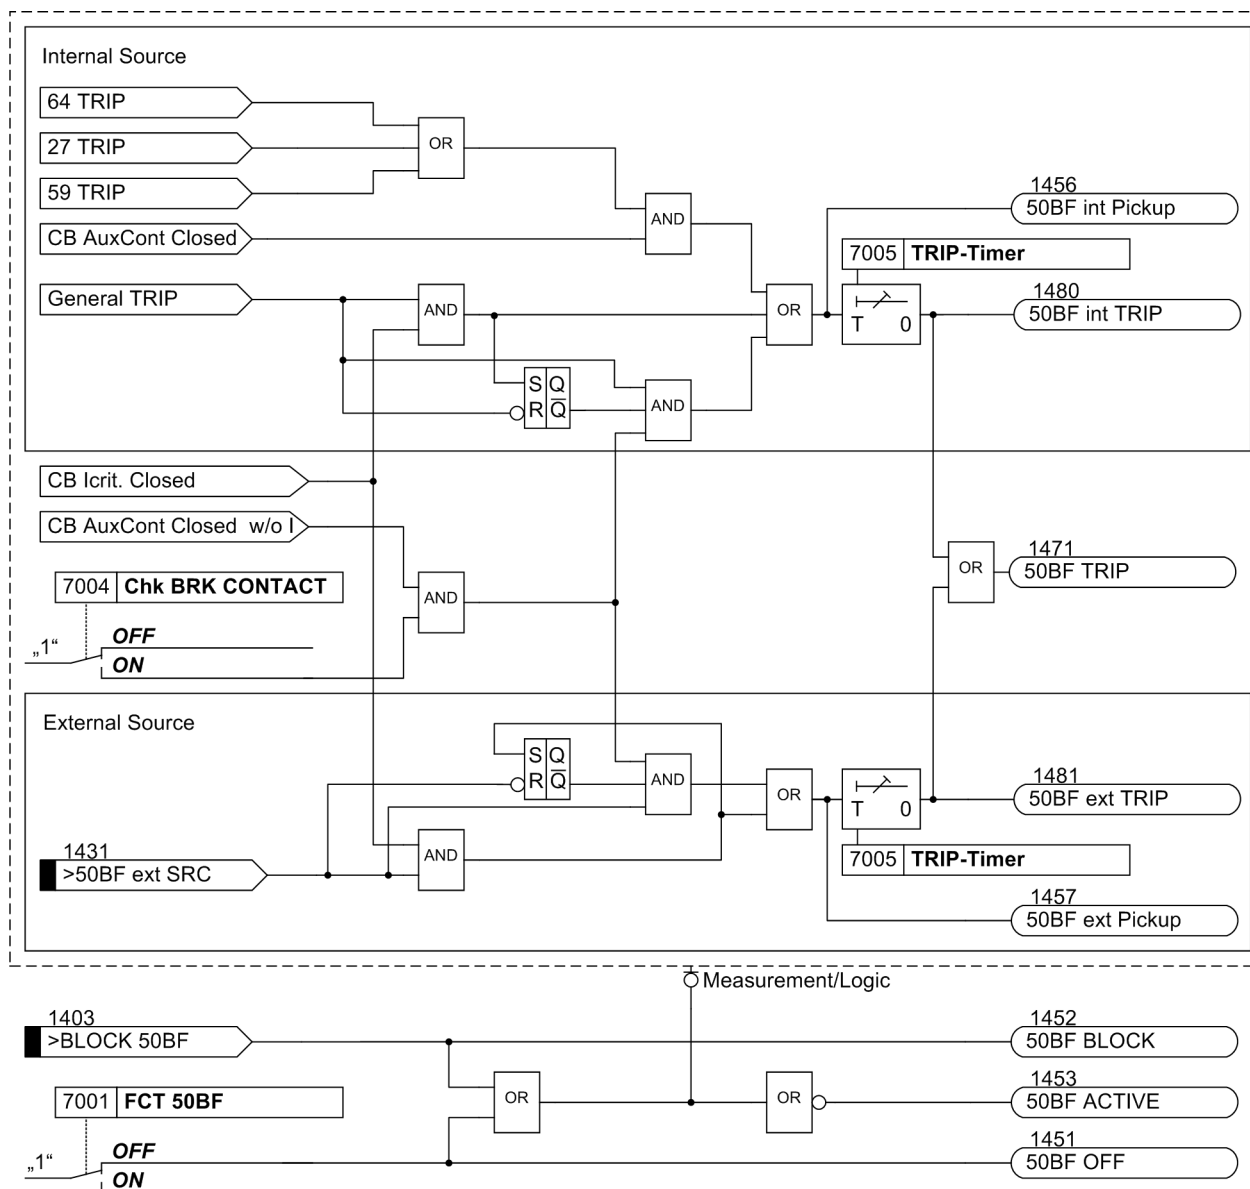 Internal Source
64 TRIP
27 TRIP
59 TRIP
CB AuxCont Closed
General TRIP
OR
AND
AND
S Q
R Q̅
AND
OR
1456
50BF int Pickup
7005 TRIP-Timer
T 0
1480
50BF int TRIP
CB Icrit. Closed
CB AuxCont Closed w/o I
7004 Chk BRK CONTACT
„1“
OFF
ON
AND
OR
1471
50BF TRIP
External Source
S Q
R Q̅
AND
OR
T 0
1481
50BF ext TRIP
1431
>50BF ext SRC
AND
7005 TRIP-Timer
1457
50BF ext Pickup
Measurement/Logic
1403
>BLOCK 50BF
1452
50BF BLOCK
7001 FCT 50BF
OR
OR
1453
50BF ACTIVE
„1“
OFF
ON
1451
50BF OFF